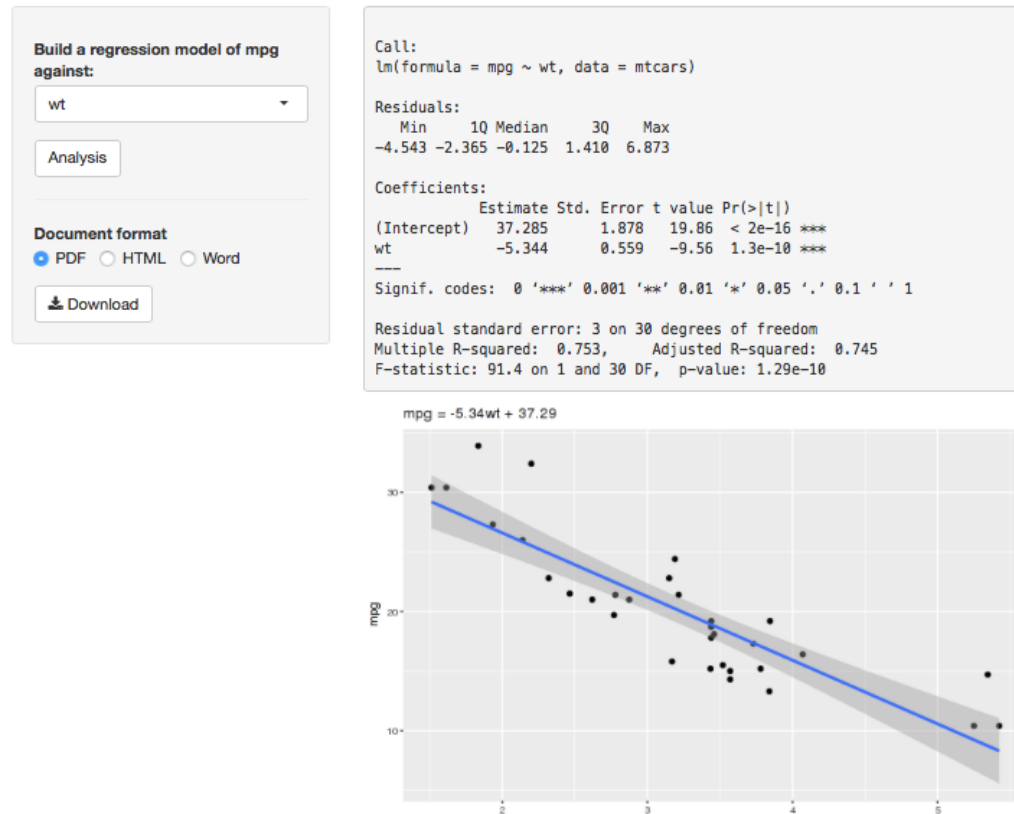 Build a regression model of mpg
against:
wt
Analysis
Document format
PDF HTML Word
Download
Call:
lm(formula = mpg ~ wt, data = mtcars)
Residuals:
Min 1Q Median 3Q Max
-4.543 -2.365 -0.125 1.410 6.873
Coefficients:
Estimate Std. Error t value Pr(>|t|)
(Intercept) 37.285 1.878 19.86 < 2e-16 ***
wt -5.344 0.559 -9.56 1.3e-10 ***
---
Signif. codes: 0 ‘***’ 0.001 ‘**’ 0.01 ‘*’ 0.05 ‘.’ 0.1 ‘ ’ 1
Residual standard error: 3 on 30 degrees of freedom
Multiple R-squared: 0.753, Adjusted R-squared: 0.745
F-statistic: 91.4 on 1 and 30 DF, p-value: 1.29e-10
mpg = -5.34wt + 37.29
30
20
10
mpg
2 3 4 5